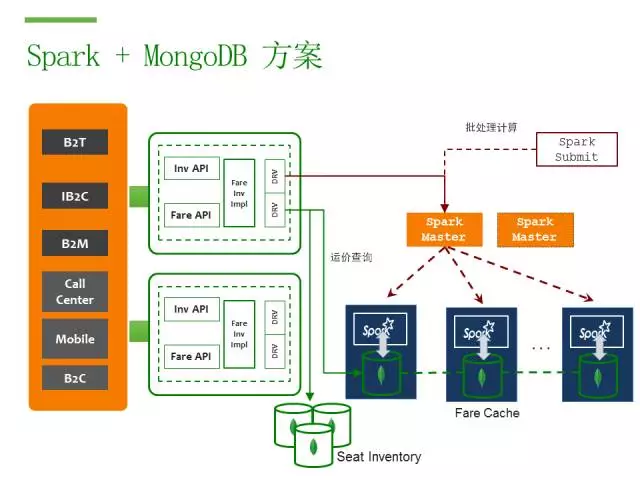 Spark + MongoDB 方案
B2T
IB2C
B2M
Call
Center
Mobile
B2C
Inv API
Fare API
Fare
Inv
Impl
DRV
DRV
Inv API
Fare API
Fare
Inv
Impl
DRV
DRV
批处理计算
Spark
Submit
Spark
Master
Spark
Master
运价查询
Spark
Spark
...
Spark
Fare Cache
Seat Inventory